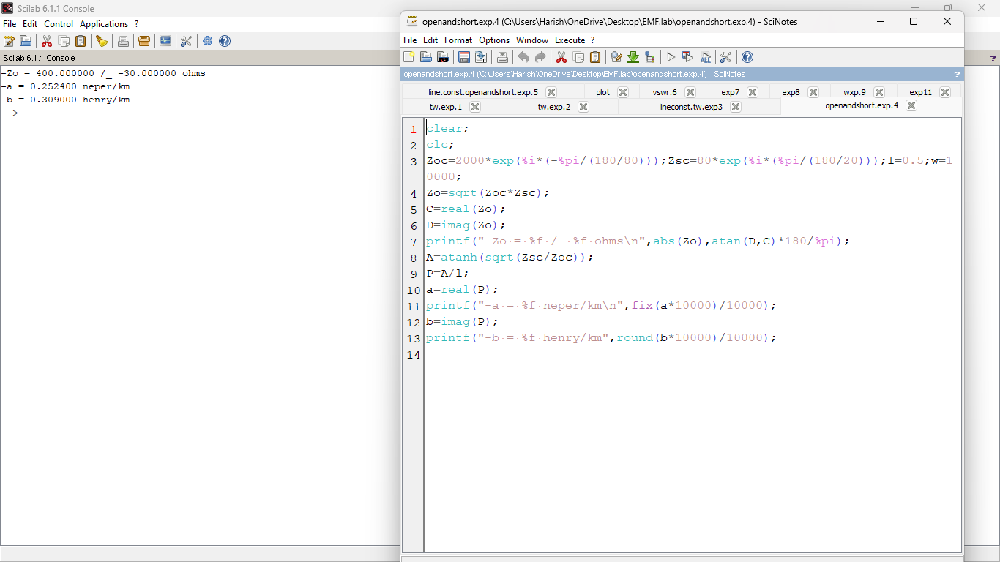 Scilab 6.1.1 Console
File Edit Control Applications ?
Scilab 6.1.1 Console
?
-Zo = 400.000000 /_ -30.000000 ohms
-a = 0.252400 neper/km
-b = 0.309000 henry/km
-->
openandshort.exp.4 (C:\Users\Harish\OneDrive\Desktop\EMF.lab\openandshort.exp.4) - SciNotes
File Edit Format Options Window Execute ?
openandshort.exp.4 (C:\Users\Harish\OneDrive\Desktop\EMF.lab\openandshort.exp.4) - SciNotes ?
line.const.openandshort.exp.5 plot vswr.6 exp7 exp8 wxp.9 exp11
tw.exp.1 tw.exp.2 lineconst.tw.exp3 openandshort.exp.4
1 clear;
2 clc;
3 Zoc=2000*exp(%i*(-%pi/(180/80)));Zsc=80*exp(%i*(%pi/(180/20)));l=0.5;w=1
0000;
4 Zo=sqrt(Zoc*Zsc);
5 C=real(Zo);
6 D=imag(Zo);
7 printf("-Zo = %f /_ %f ohms\n",abs(Zo),atan(D,C)*180/%pi);
8 A=atanh(sqrt(Zsc/Zoc));
9 P=A/l;
10 a=real(P);
11 printf("-a = %f neper/km\n",fix(a*10000)/10000);
12 b=imag(P);
13 printf("-b = %f henry/km",round(b*10000)/10000);
14